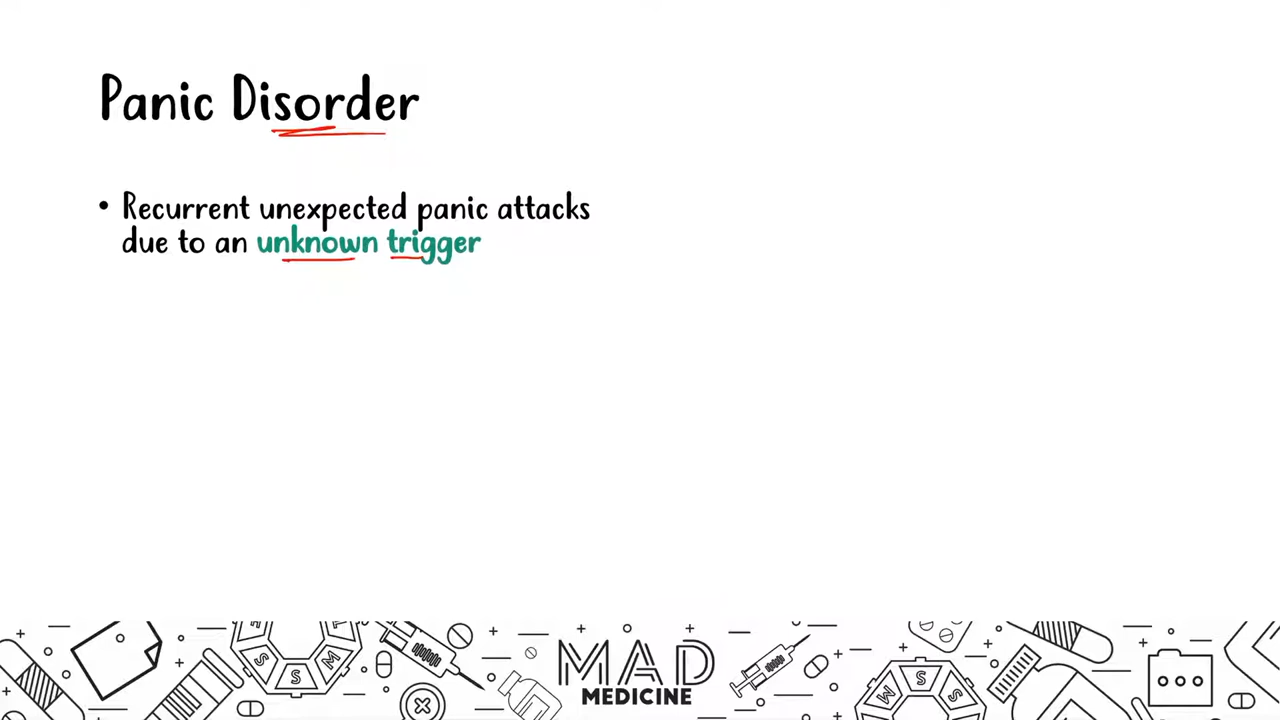 Panic Disorder
• Recurrent unexpected panic attacks
due to an unknown trigger
MAD
MEDICINE
S
S
M
M
S
S